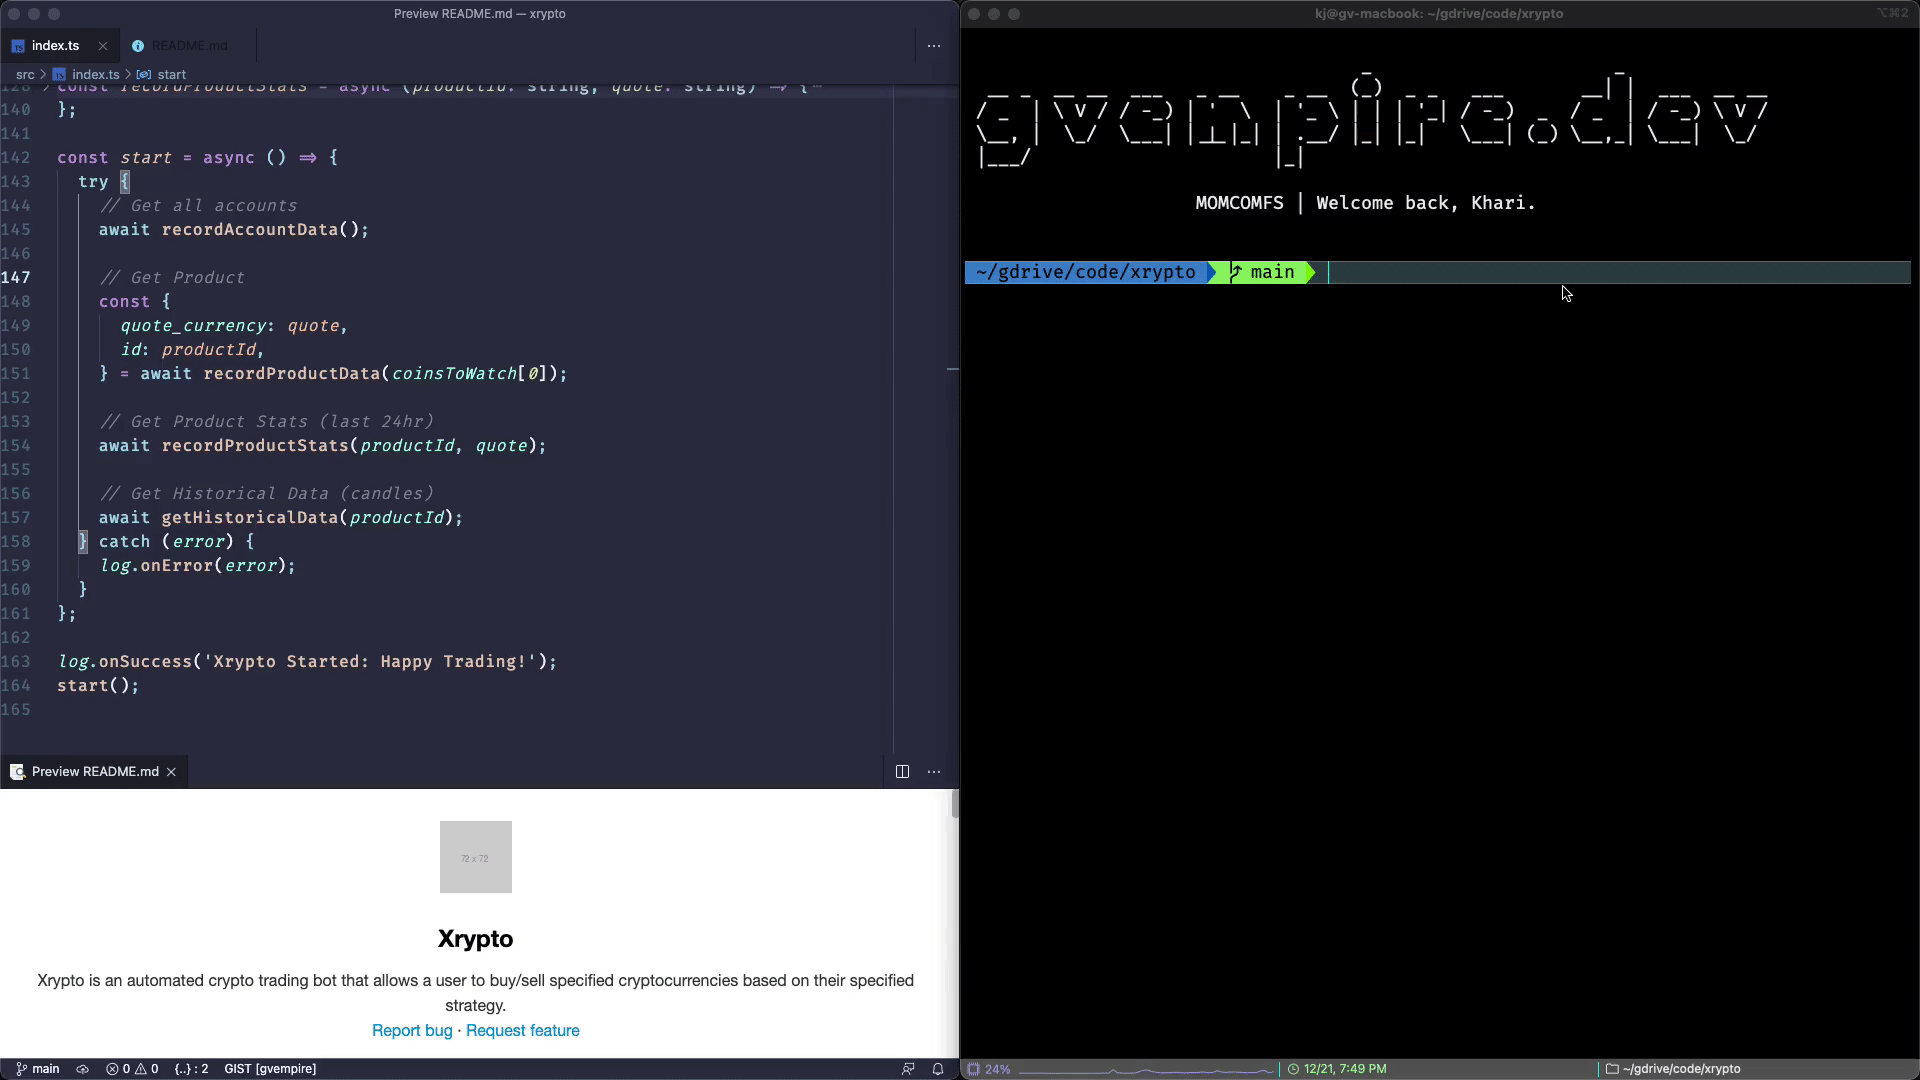 Preview README.md — xrypto
index.ts
README.md
src > index.ts > start
128 const recordProductStats = async (productId: string, quote: string) ⇒ {…
140 };
141
142 const start = async () ⇒ {
143 try {
144 // Get all accounts
145 await recordAccountData();
146
147 // Get Product
148 const {
149 quote_currency: quote,
150 id: productId,
151 } = await recordProductData(coinsToWatch[0]);
152
153 // Get Product Stats (last 24hr)
154 await recordProductStats(productId, quote);
155
156 // Get Historical Data (candles)
157 await getHistoricalData(productId);
158 } catch (error) {
159 log.onError(error);
160 }
161 };
162
163 log.onSuccess('Xrypto Started: Happy Trading!');
164 start();
165
Preview README.md
72 x 72
Xrypto
Xrypto is an automated crypto trading bot that allows a user to buy/sell specified cryptocurrencies based on their specified
strategy.
Report bug · Request feature
main 0 0 {..} : 2 GIST [gvempire]
kj@gv-macbook: ~/gdrive/code/xrypto
⌥⌘2
gvempire.dev
MOMCOMFS | Welcome back, Khari.
~/gdrive/code/xrypto main
24% 12/21, 7:49 PM ~/gdrive/code/xrypto